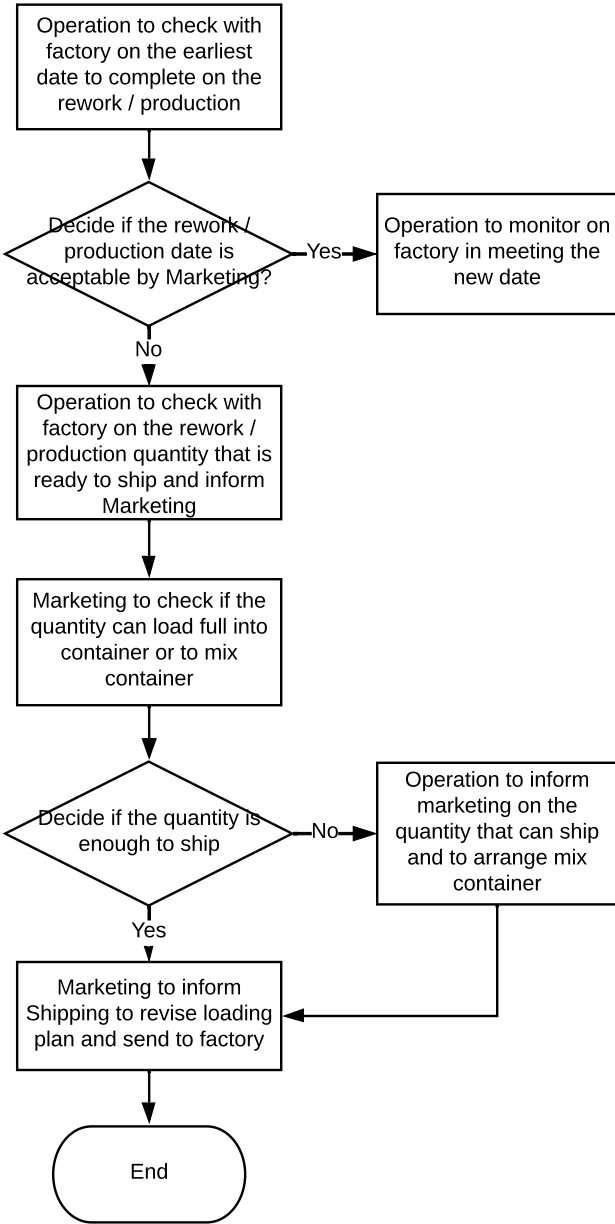 Operation to check with
factory on the earliest
date to complete on the
rework / production
Decide if the rework /
production date is
acceptable by Marketing?
Yes
Operation to monitor on
factory in meeting the
new date
No
Operation to check with
factory on the rework /
production quantity that is
ready to ship and inform
Marketing
Marketing to check if the
quantity can load full into
container or to mix
container
Decide if the quantity is
enough to ship
No
Operation to inform
marketing on the
quantity that can ship
and to arrange mix
container
Yes
Marketing to inform
Shipping to revise loading
plan and send to factory
End